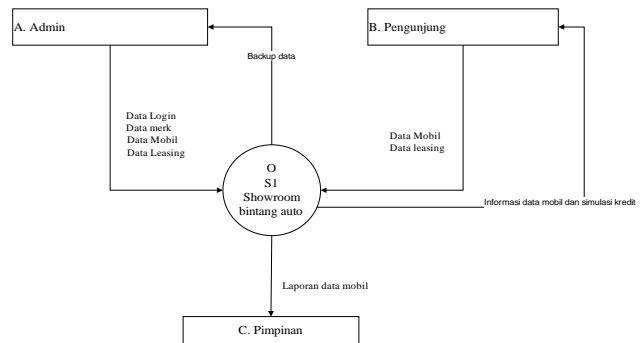 A. Admin
B. Pengunjung
Backup data
Data Login
Data merk
Data Mobil
Data Leasing
Data Mobil
Data leasing
O
S1
Showroom
bintang auto
Informasi data mobil dan simulasi kredit
Laporan data mobil
C. Pimpinan